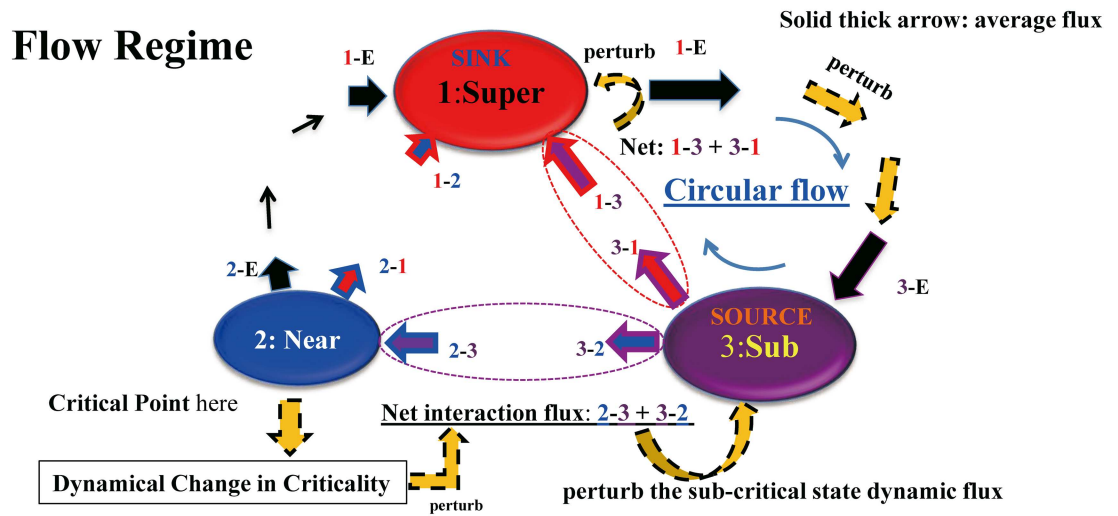 Solid thick arrow: average flux
Flow Regime
1-E
SINK
1:Super
perturb
1-E
perturb
Net: 1-3 + 3-1
1-2
1-3
Circular flow
3-1
2-E
2-1
3-E
2: Near
2-3
3-2
SOURCE
3:Sub
Critical Point here
Net interaction flux: 2-3 + 3-2
Dynamical Change in Criticality
perturb
perturb the sub-critical state dynamic flux